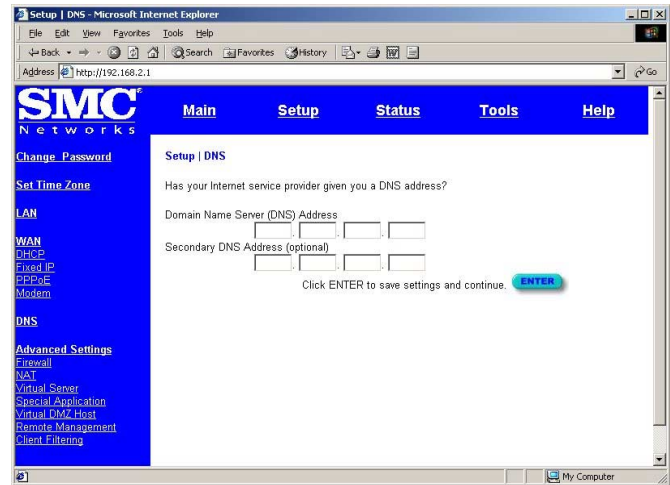 Setup | DNS - Microsoft Internet Explorer
File Edit View Favorites Tools Help
Back Search Favorites History
Address http://192.168.2.1 Go
SMC®
Networks
Main Setup Status Tools Help
Change Password
Set Time Zone
LAN
WAN
DHCP
Fixed IP
PPPoE
Modem
DNS
Advanced Settings
Firewall
NAT
Virtual Server
Special Application
Virtual DMZ Host
Remote Management
Client Filtering
Setup | DNS
Has your Internet service provider given you a DNS address?
Domain Name Server (DNS) Address
. . .
Secondary DNS Address (optional)
. . .
Click ENTER to save settings and continue. ENTER
My Computer